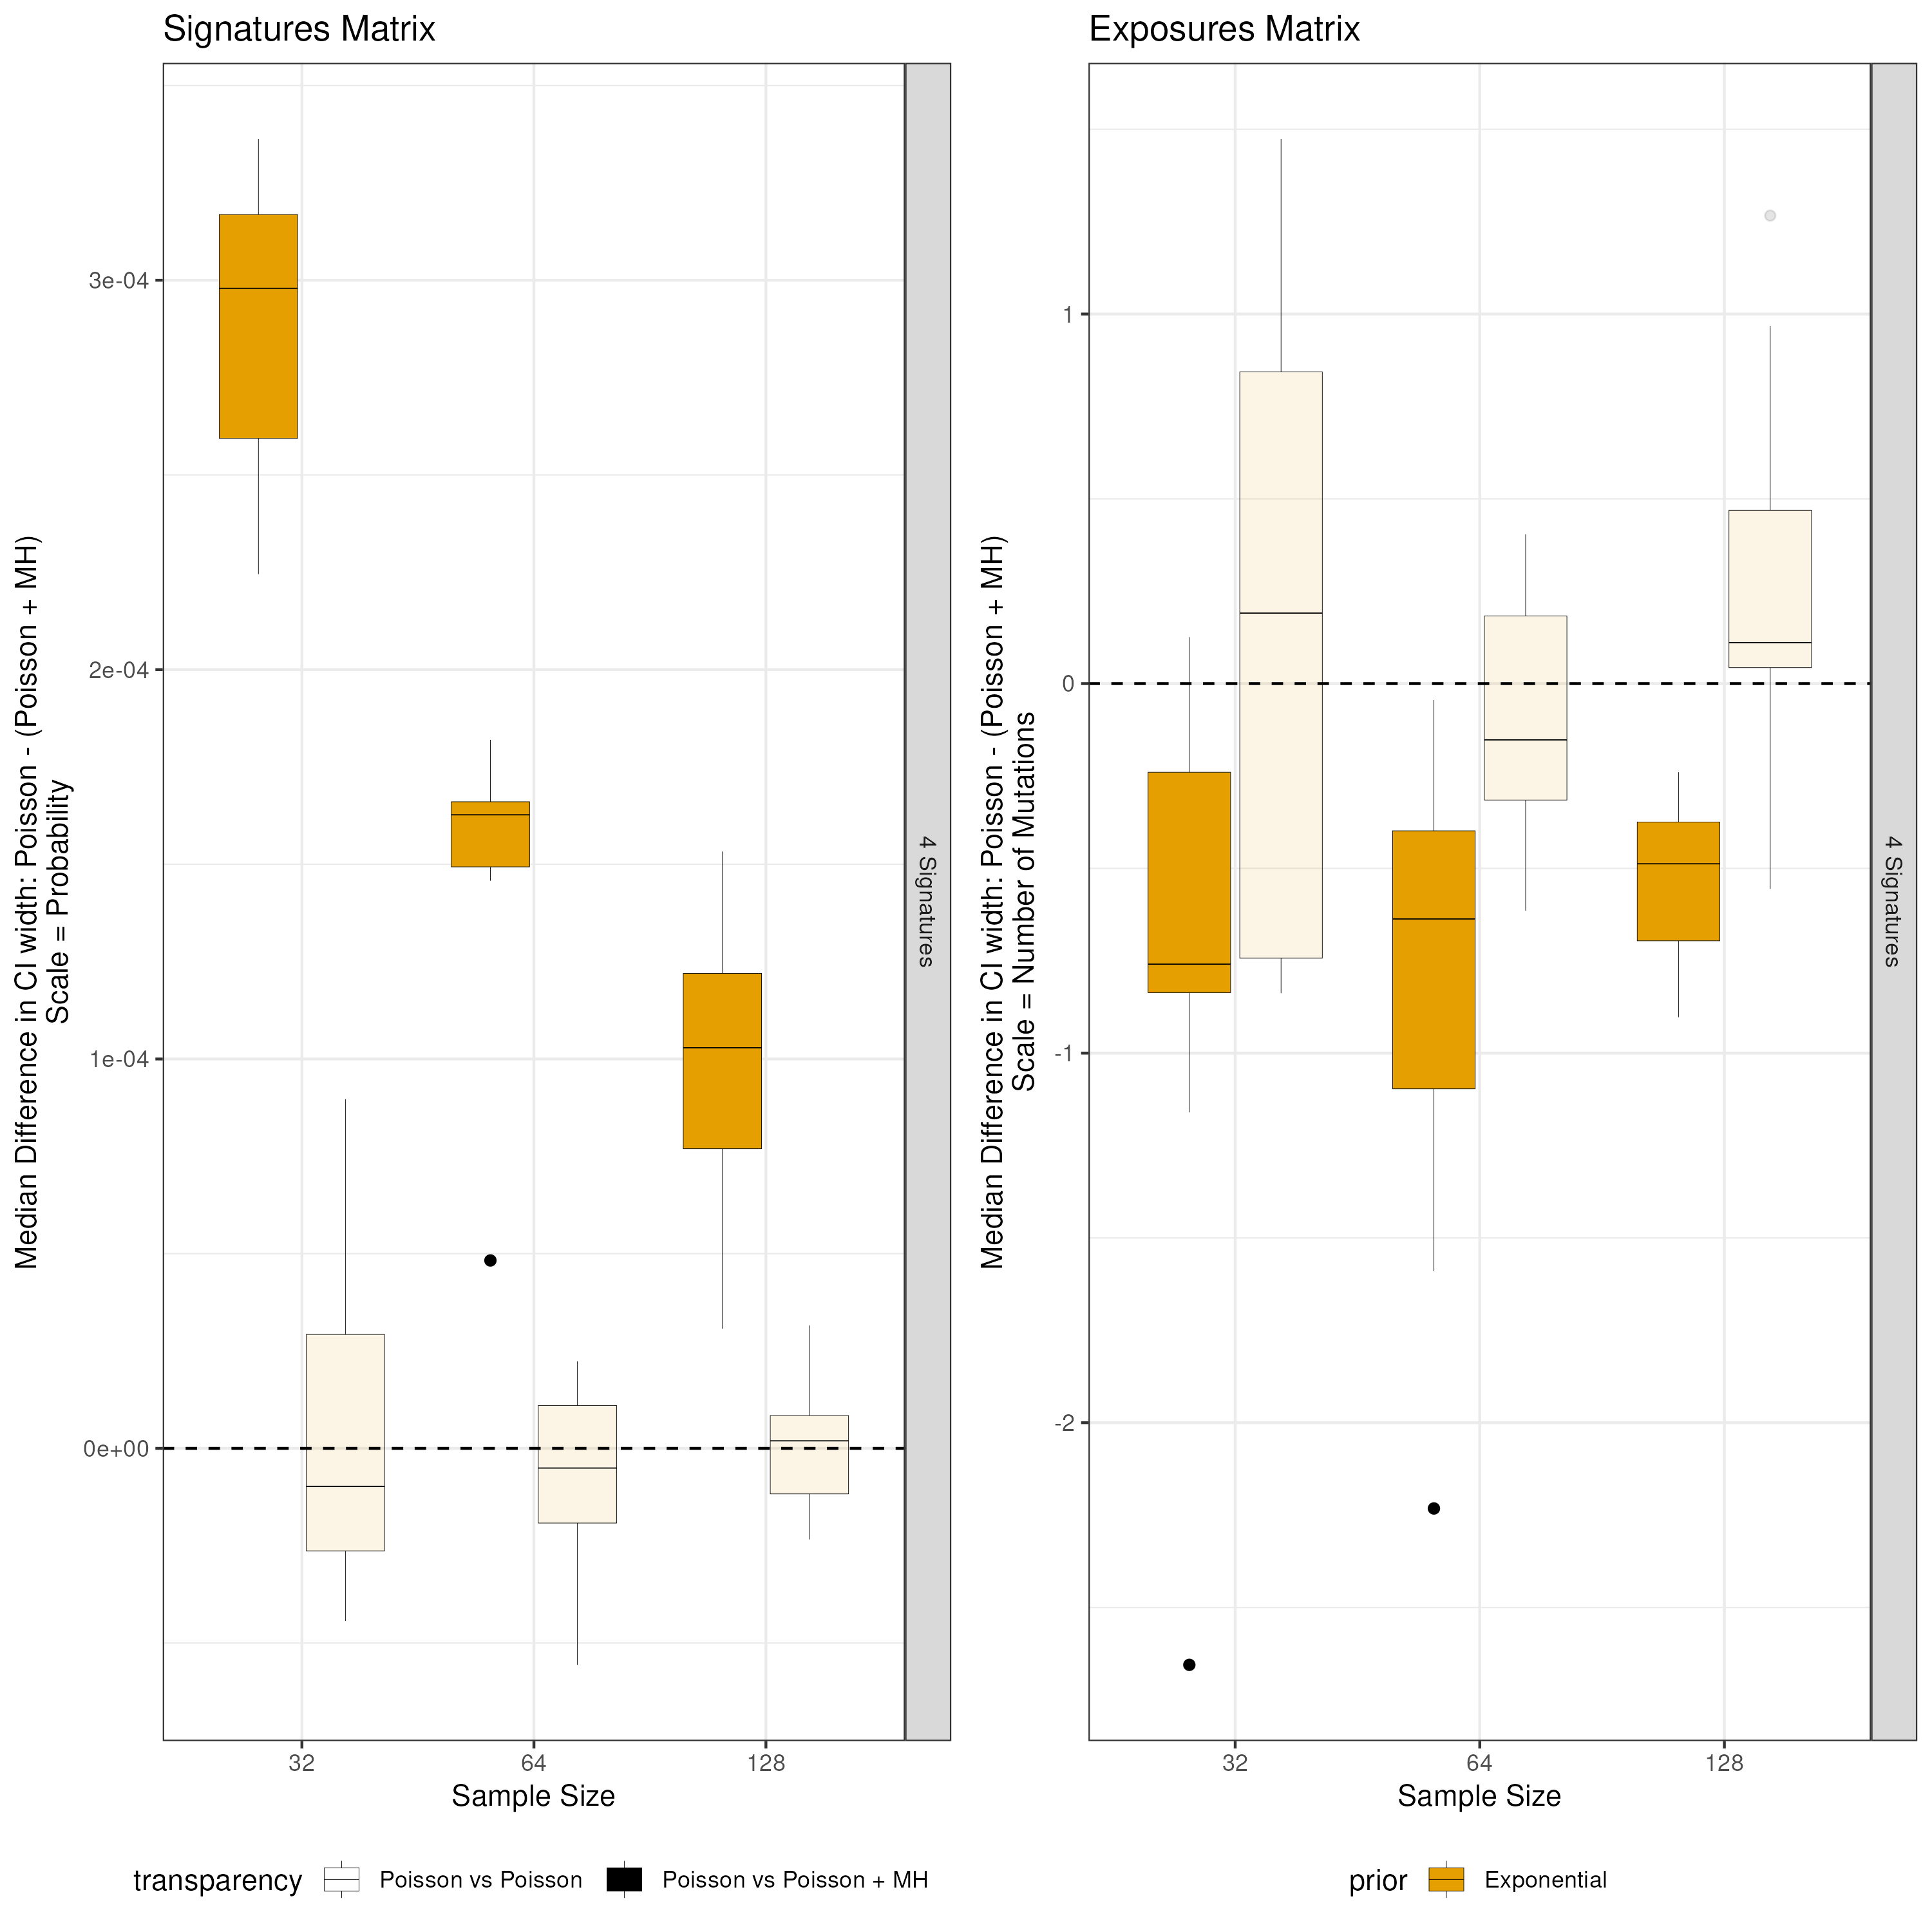 Signatures Matrix
Median Difference in CI width: Poisson - (Poisson + MH)
Scale = Probability
3e-04
2e-04
1e-04
0e+00
32
64
128
Sample Size
4 Signatures
Exposures Matrix
Median Difference in CI width: Poisson - (Poisson + MH)
Scale = Number of Mutations
1
0
-1
-2
32
64
128
Sample Size
4 Signatures
transparency
Poisson vs Poisson
Poisson vs Poisson + MH
prior
Exponential